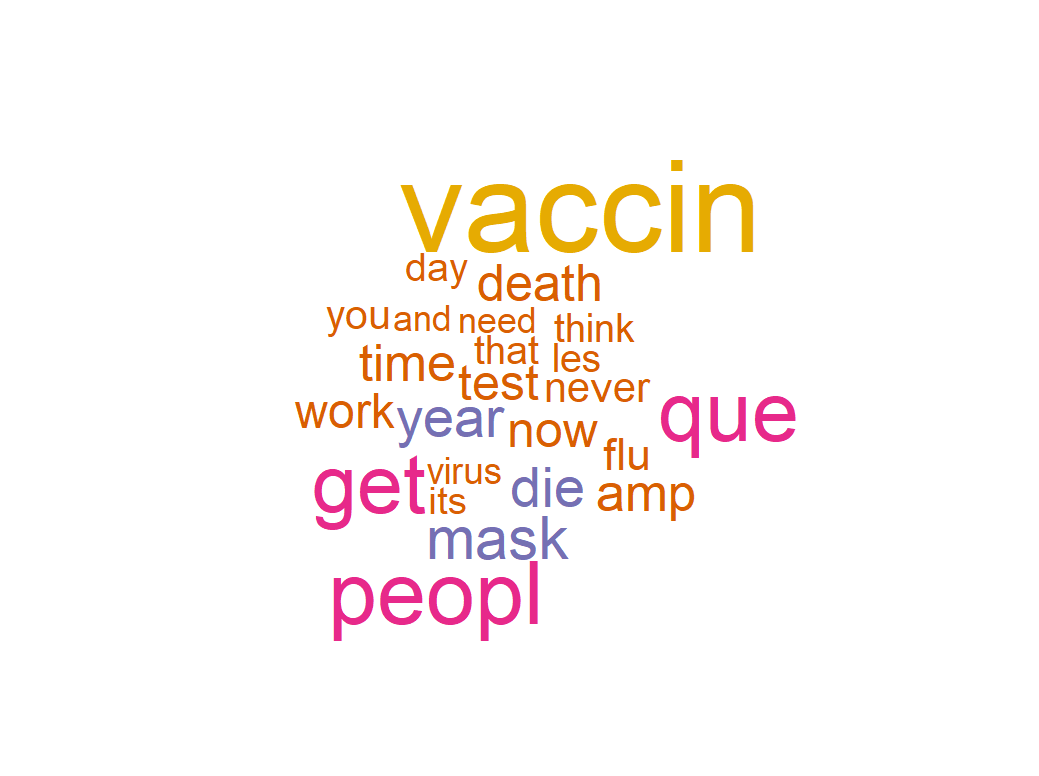 vaccin
day death
you and need think
time that les
test never
work year now que
flu
get virus die amp
its
mask
peopl